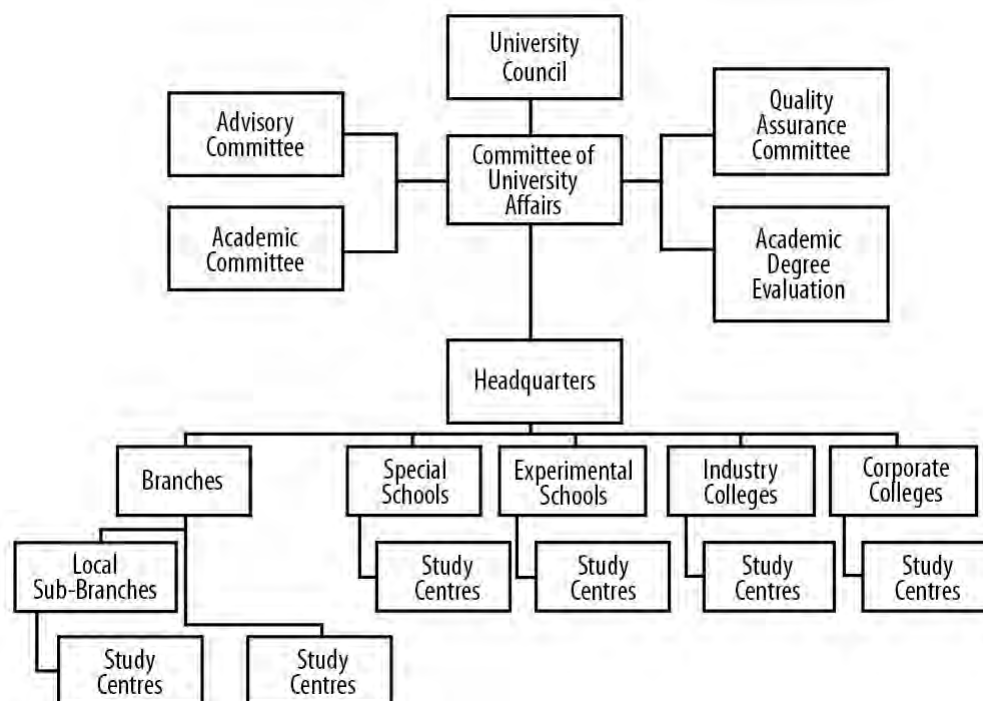 University
Council
Advisory
Committee
Committee of
University
Affairs
Quality
Assurance
Committee
Academic
Committee
Academic
Degree
Evaluation
Headquarters
Branches
Special
Schools
Experimental
Schools
Industry
Colleges
Corporate
Colleges
Local
Sub-Branches
Study
Centres
Study
Centres
Study
Centres
Study
Centres
Study
Centres
Study
Centres